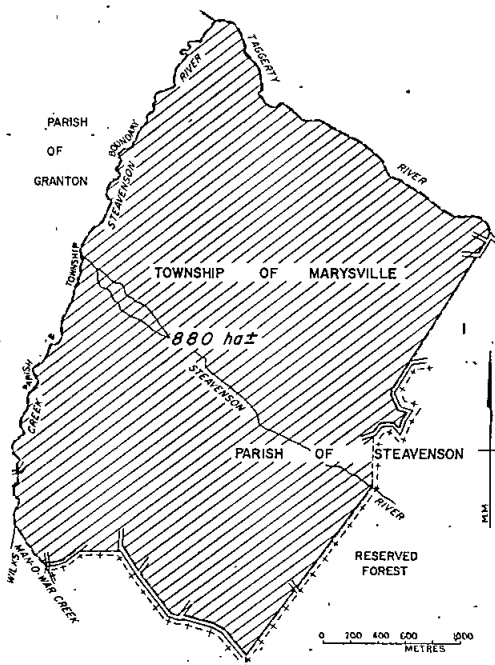 TAGGERTY
RIVER
PARISH
OF
GRANTON
BOUNDARY
STEAVENSON
RIVER
TOWNSHIP
TOWNSHIP OF MARYSVILLE
880 ha±
STEAVENSON
PARISH
CREEK
PARISH OF STEAVENSON
RIVER
M.M.
WILKS
MAN-O-WAR CREEK
RESERVED
FOREST
0 200 400 600 1000
METRES